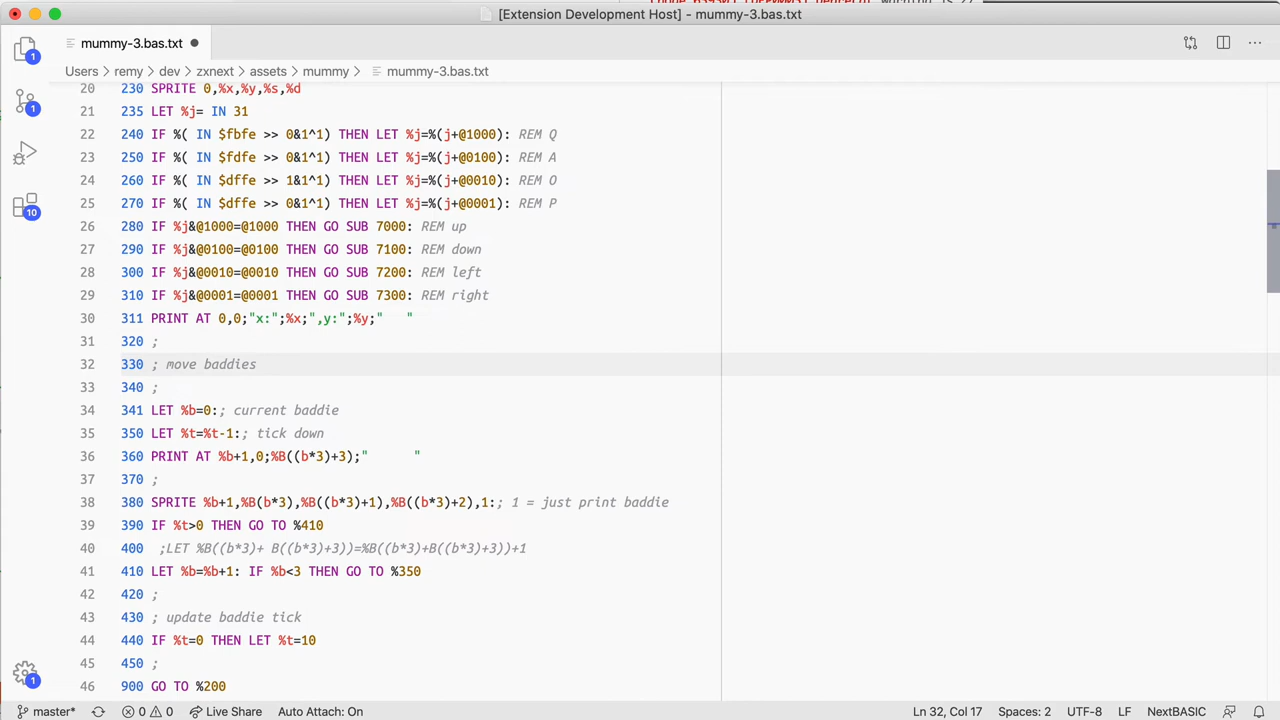 [Extension Development Host] - mummy-3.bas.txt
mummy-3.bas.txt
Users > remy > dev > zxnext > assets > mummy > mummy-3.bas.txt
20 230 SPRITE 0,%x,%y,%s,%d
21 235 LET %j= IN 31
22 240 IF %( IN $fbfe >> 0&1^1) THEN LET %j=%(j+@1000): REM Q
23 250 IF %( IN $fdfe >> 0&1^1) THEN LET %j=%(j+@0100): REM A
24 260 IF %( IN $dffe >> 1&1^1) THEN LET %j=%(j+@0010): REM O
25 270 IF %( IN $dffe >> 0&1^1) THEN LET %j=%(j+@0001): REM P
26 280 IF %j&@1000=@1000 THEN GO SUB 7000: REM up
27 290 IF %j&@0100=@0100 THEN GO SUB 7100: REM down
28 300 IF %j&@0010=@0010 THEN GO SUB 7200: REM left
29 310 IF %j&@0001=@0001 THEN GO SUB 7300: REM right
30 311 PRINT AT 0,0;"x:";%x;",y:";%y;"   "
31 320 ;
32 330 ; move baddies
33 340 ;
34 341 LET %b=0:; current baddie
35 350 LET %t=%t-1:; tick down
36 360 PRINT AT %b+1,0;%B((b*3)+3);"      "
37 370 ;
38 380 SPRITE %b+1,%B(b*3),%B((b*3)+1),%B((b*3)+2),1:; 1 = just print baddie
39 390 IF %t>0 THEN GO TO %410
40 400  ;LET %B((b*3)+ B((b*3)+3))=%B((b*3)+B((b*3)+3))+1
41 410 LET %b=%b+1: IF %b<3 THEN GO TO %350
42 420 ;
43 430 ; update baddie tick
44 440 IF %t=0 THEN LET %t=10
45 450 ;
46 900 GO TO %200
1
1
10
1
master* 0 0 Live Share Auto Attach: On Ln 32, Col 17 Spaces: 2 UTF-8 LF NextBASIC